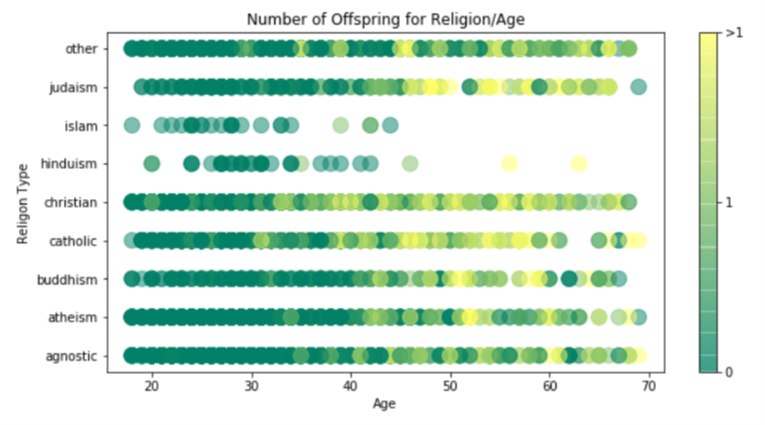 Number of Offspring for Religion/Age
>1
other
judaism
islam
hinduism
christian
catholic
buddhism
atheism
agnostic
Religon Type
1
0
20 30 40 50 60 70
Age